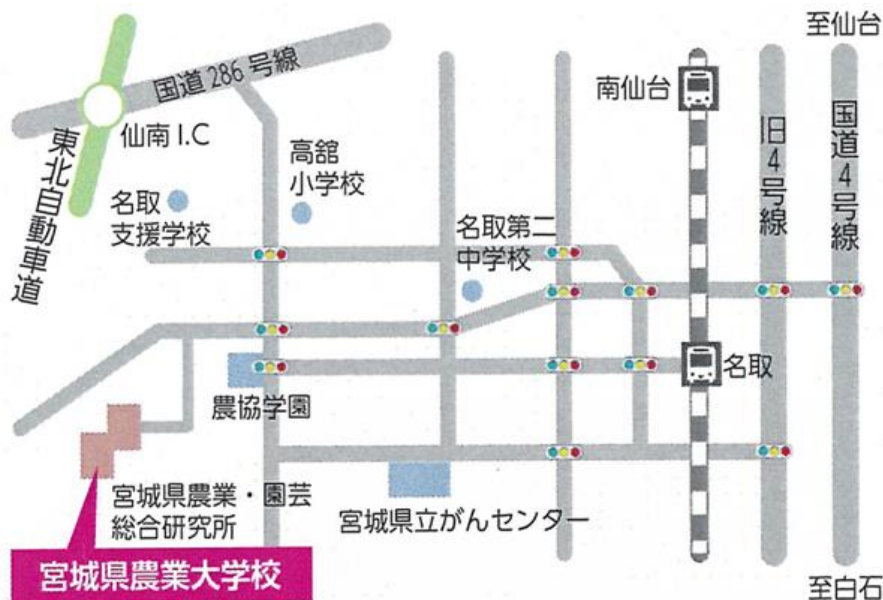 至仙台
国道286号線
南仙台
仙南I.C
東北自動車道
高舘
小学校
旧4号線
国道4号線
名取
支援学校
名取第二
中学校
名取
農協学園
宮城県農業・園芸
総合研究所
宮城県立がんセンター
宮城県農業大学校
至白石